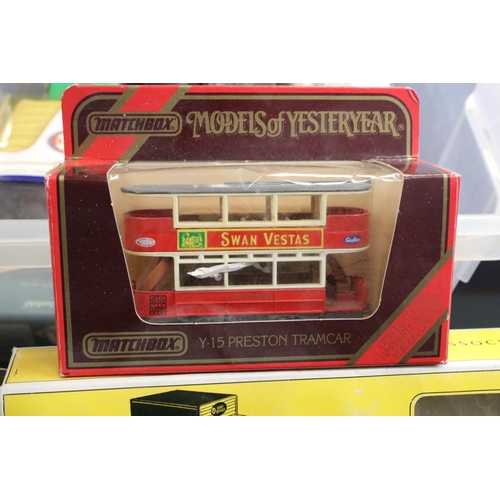 MATCHBOX
MODELS of YESTERYEAR®
SWAN VESTAS
MATCHBOX
Y-15 PRESTON TRAMCAR